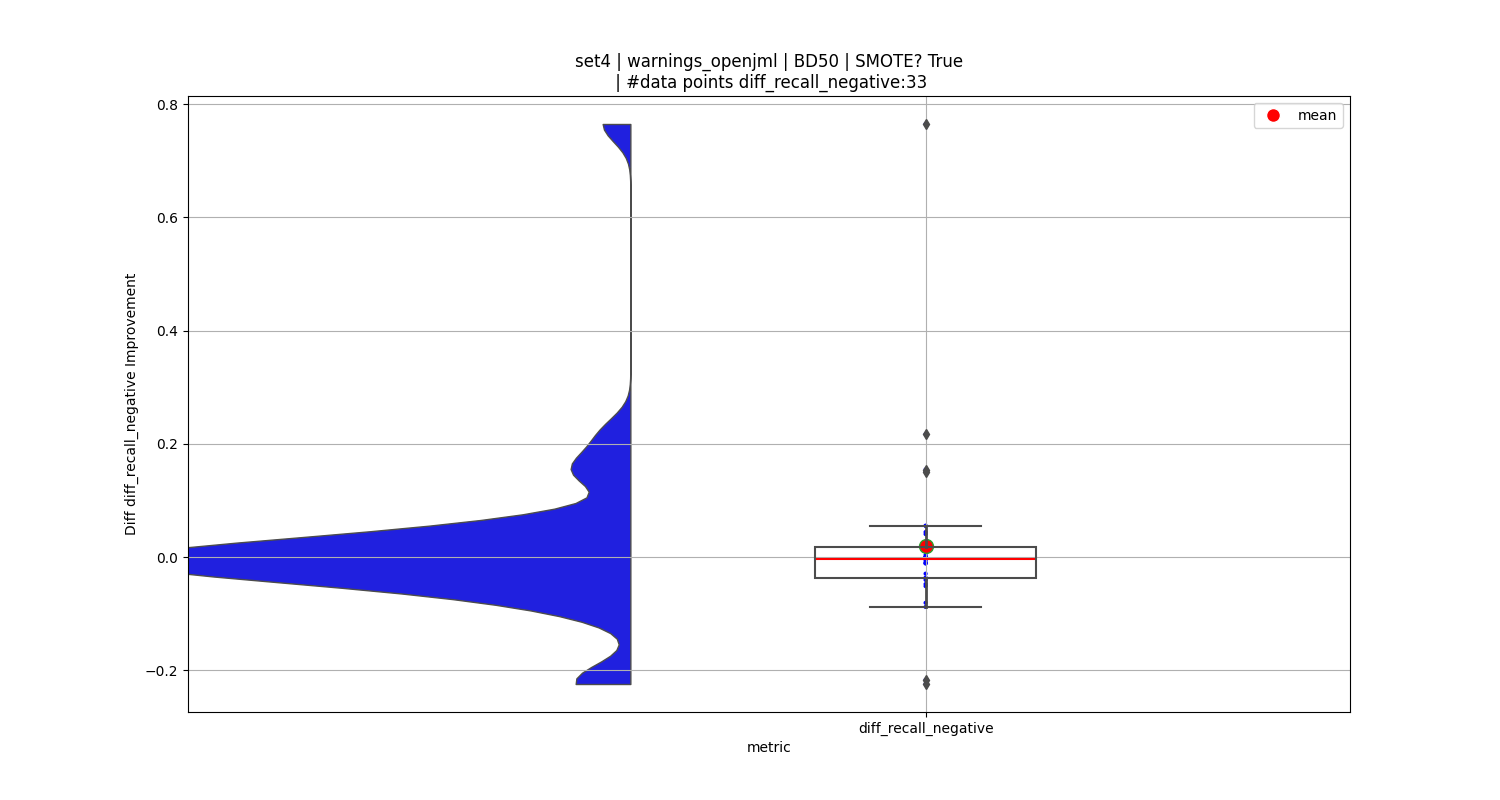 set4 | warnings_openjml | BD50 | SMOTE? True
| #data points diff_recall_negative:33
mean
0.8
0.6
0.4
0.2
0.0
−0.2
Diff diff_recall_negative Improvement
diff_recall_negative
metric